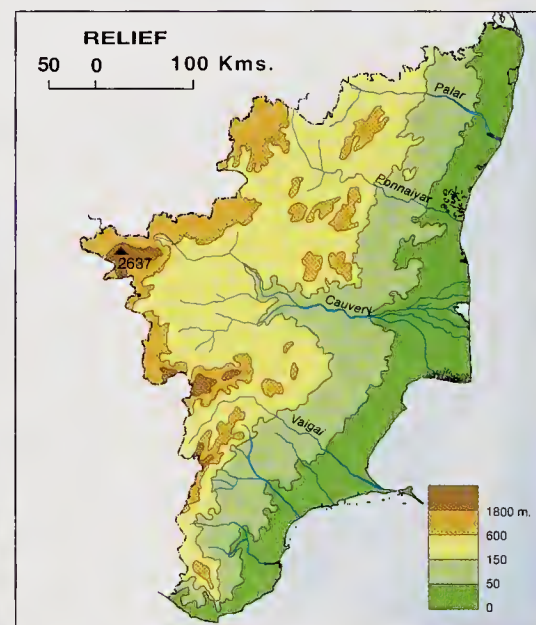 RELIEF
50 0 100 Kms.
Palar
Ponnaiyar
2637
Cauvery
Vaigai
1800 m.
600
150
50
0